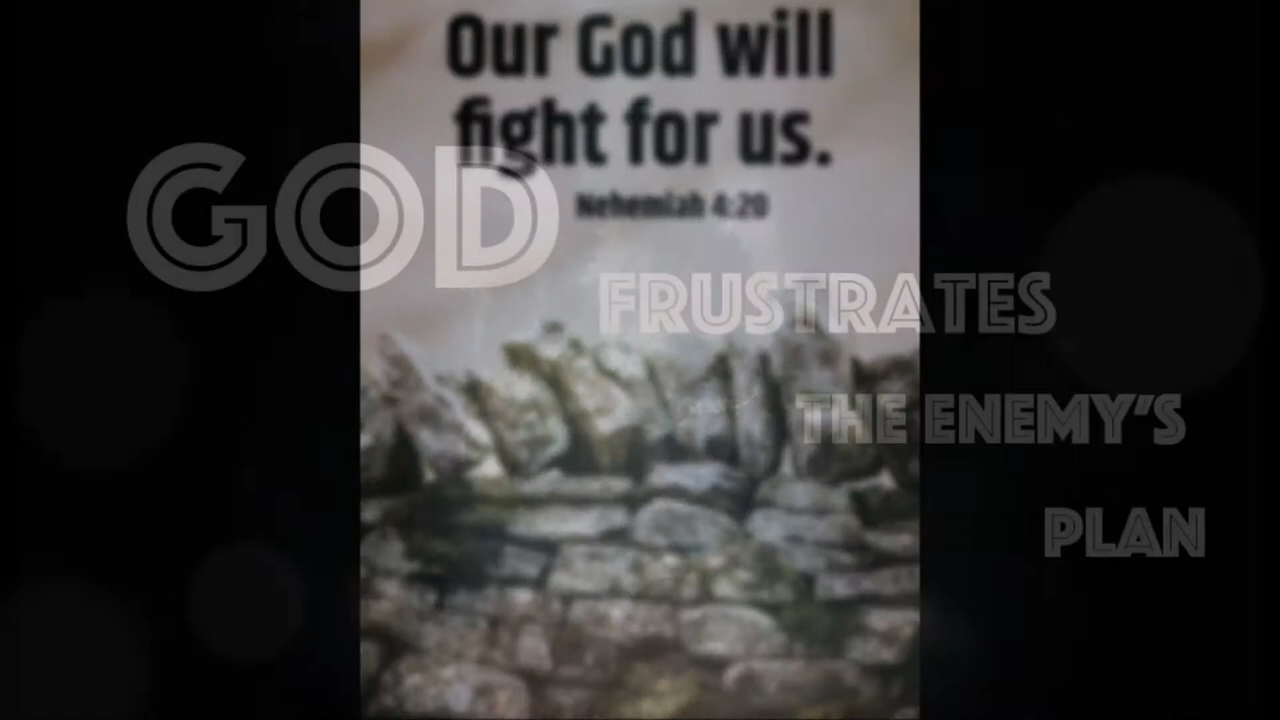 Our God will
fight for us.
Nehemiah 4:20
GOD
FRUSTRATES
THE ENEMY'S
PLAN